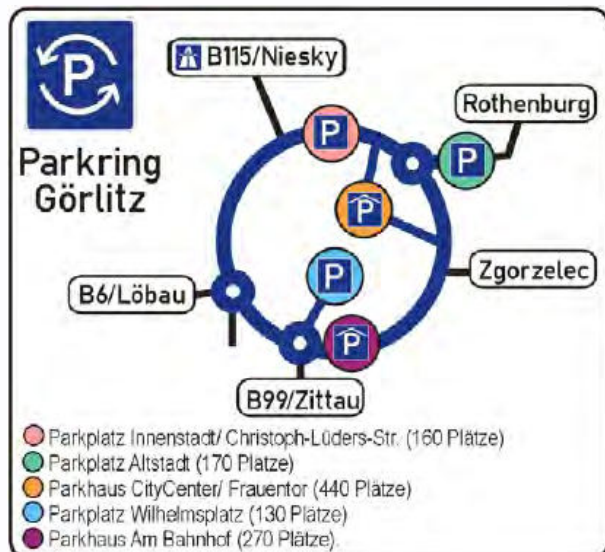 P
Parkring
Görlitz
B115/Niesky
Rothenburg
P
P
P
Zgorzelec
P
B6/Löbau
P
B99/Zittau
Parkplatz Innenstadt/ Christoph-Lüders-Str. (160 Plätze)
Parkplatz Altstadt (170 Plätze)
Parkhaus CityCenter/ Frauentor (440 Plätze)
Parkplatz Wilhelmsplatz (130 Plätze)
Parkhaus Am Bahnhof (270 Plätze).